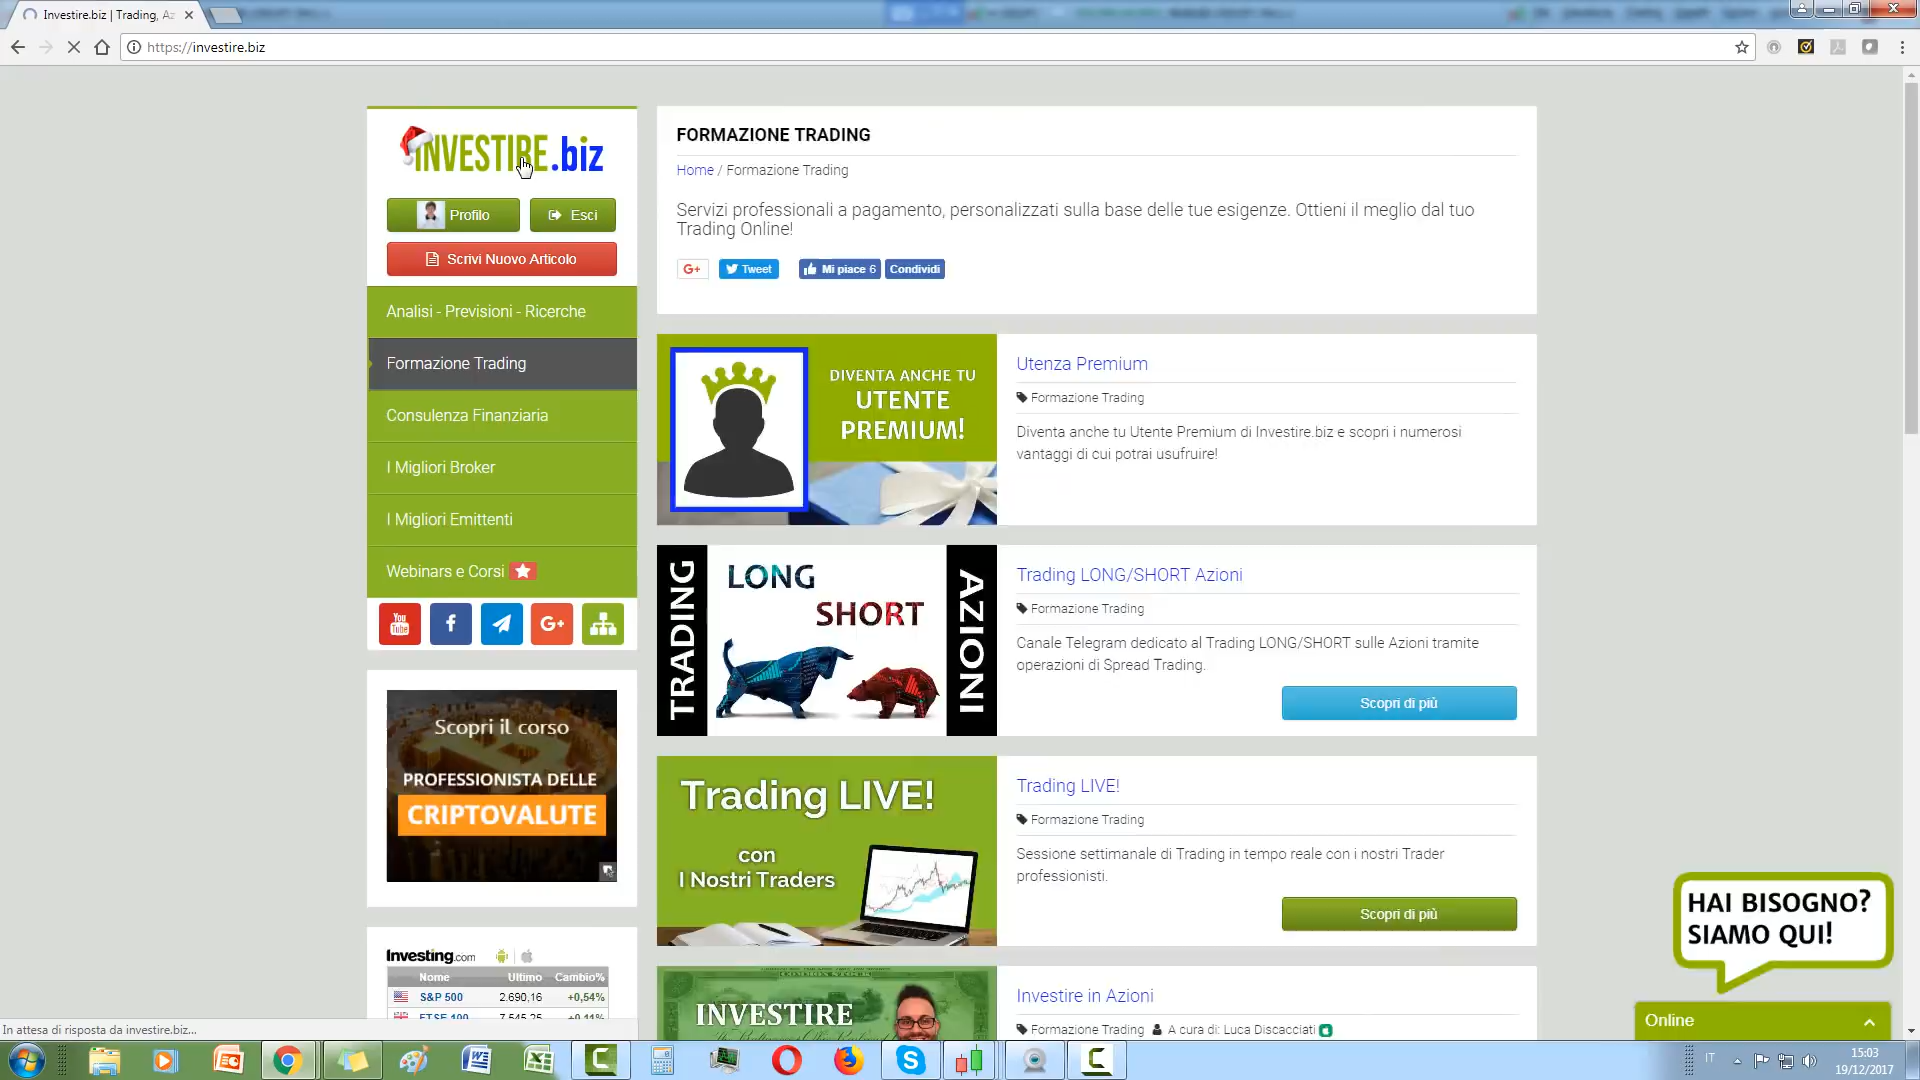 Investire.biz | Trading, Az
https://investire.biz
INVESTIRE.biz
Profilo
Esci
Scrivi Nuovo Articolo
Analisi - Previsioni - Ricerche
Formazione Trading
Consulenza Finanziaria
I Migliori Broker
I Migliori Emittenti
Webinars e Corsi
You
Tube
G+
Scopri il corso
PROFESSIONISTA DELLE
CRIPTOVALUTE
Investing.com
Nome Ultimo Cambio%
S&P 500 2.690,16 +0,54%
FTSE 100 7.545,25 +0,11%
In attesa di risposta da investire.biz...
FORMAZIONE TRADING
Home / Formazione Trading
Servizi professionali a pagamento, personalizzati sulla base delle tue esigenze. Ottieni il meglio dal tuo
Trading Online!
G+
Tweet
Mi piace 6
Condividi
DIVENTA ANCHE TU
UTENTE
PREMIUM!
Utenza Premium
Formazione Trading
Diventa anche tu Utente Premium di Investire.biz e scopri i numerosi
vantaggi di cui potrai usufruire!
TRADING
LONG
SHORT
AZIONI
Trading LONG/SHORT Azioni
Formazione Trading
Canale Telegram dedicato al Trading LONG/SHORT sulle Azioni tramite
operazioni di Spread Trading.
Scopri di più
Trading LIVE!
con
I Nostri Traders
Trading LIVE!
Formazione Trading
Sessione settimanale di Trading in tempo reale con i nostri Trader
professionisti.
Scopri di più
INVESTIRE
Investire in Azioni
Formazione Trading A cura di: Luca Discacciati
HAI BISOGNO?
SIAMO QUI!
Online
IT
15:03
19/12/2017